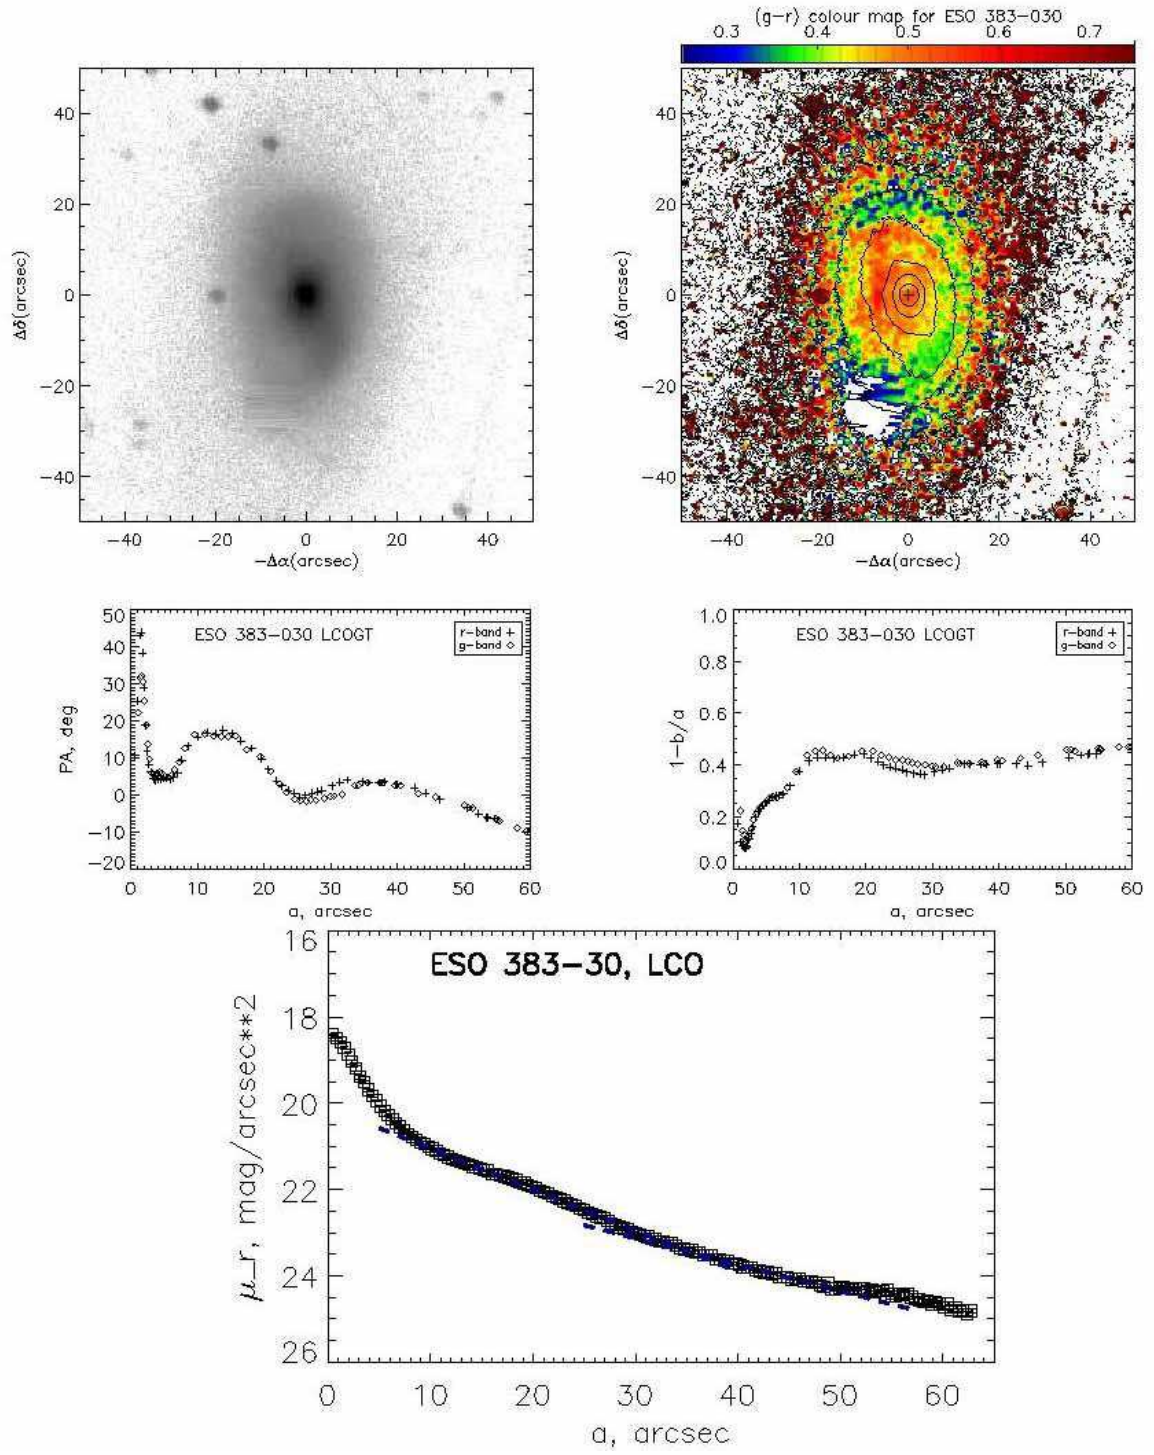 (g-r) colour map for ESO 383-030
0.3 0.4 0.5 0.6 0.7
40
20
0
-20
-40
Δδ(arcsec)
-40 -20 0 20 40
-Δα(arcsec)
40
20
0
-20
-40
Δδ(arcsec)
-40 -20 0 20 40
-Δα(arcsec)
50
40
30
20
10
0
-10
-20
PA, deg
ESO 383-030 LCOGT
r-band +
g-band ◇
0 10 20 30 40 50 60
a, arcsec
1.0
0.8
0.6
0.4
0.2
0.0
1-b/a
ESO 383-030 LCOGT
r-band +
g-band ◇
0 10 20 30 40 50 60
a, arcsec
16
18
20
22
24
26
μ_r, mag/arcsec**2
ESO 383-30, LCO
0 10 20 30 40 50 60
a, arcsec